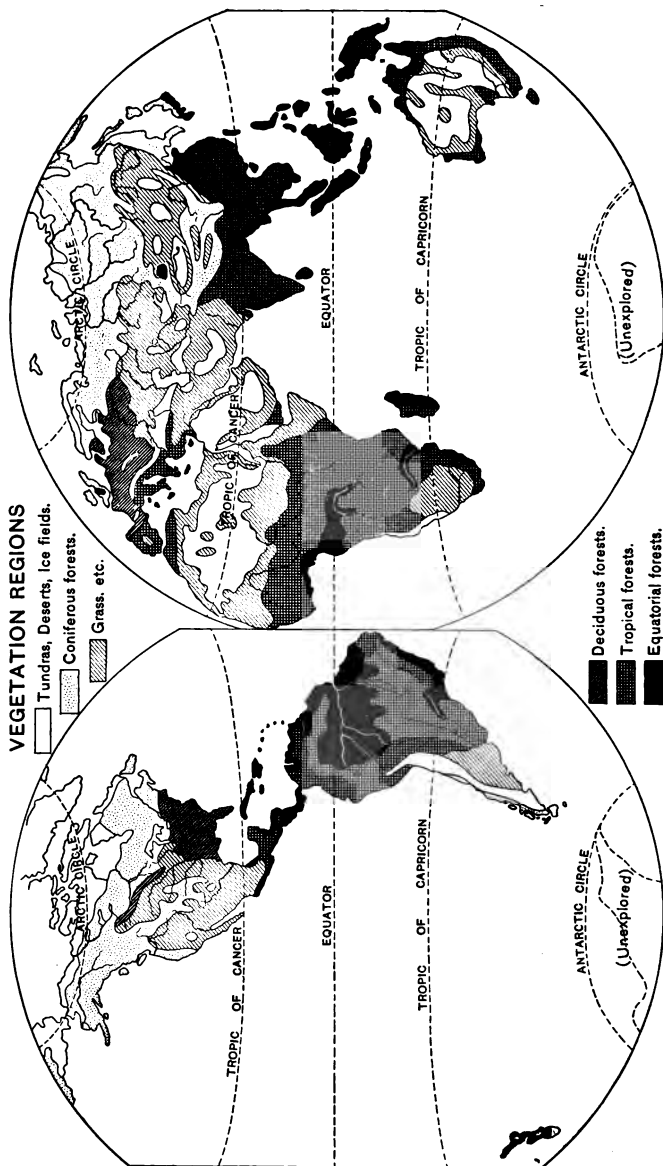 VEGETATION REGIONS
Tundras, Deserts, Ice fields.
Coniferous forests.
Grass. etc.
ARCTIC CIRCLE
TROPIC OF CANCER
EQUATOR
TROPIC OF CAPRICORN
ANTARCTIC CIRCLE
(Unexplored)
ARCTIC CIRCLE
TROPIC OF CANCER
EQUATOR
TROPIC OF CAPRICORN
ANTARCTIC CIRCLE
(Unexplored)
Deciduous forests.
Tropical forests.
Equatorial forests.